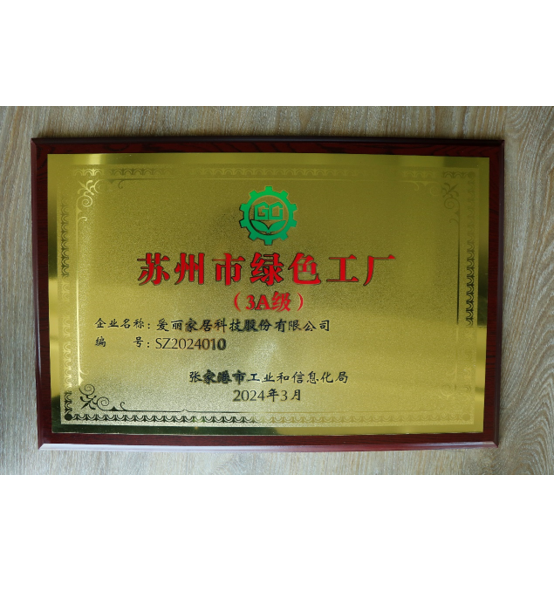 苏州市绿色工厂
（3A级）
企业名称：爱丽家居科技股份有限公司
编 号：SZ2024010
张家港市工业和信息化局
2024年3月